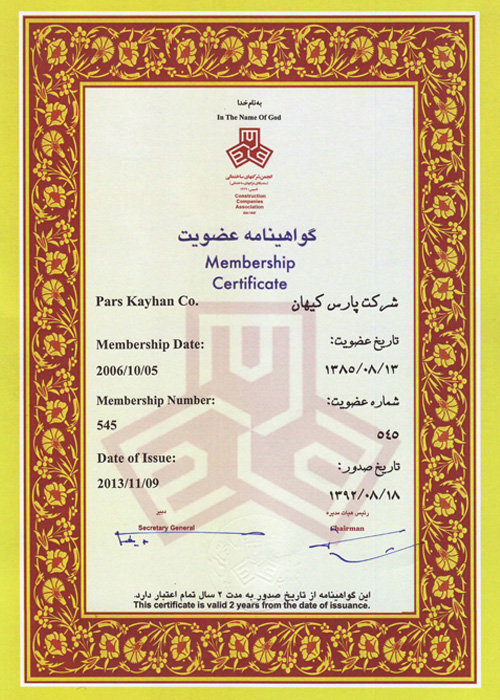 به‌نام‌خدا
In The Name Of God
انجمن شرکتهای ساختمانی
Construction
Companies
Association
گواهینامه عضویت
Membership
Certificate
Pars Kayhan Co.
شرکت پارس کیهان
Membership Date:
تاریخ عضویت:
2006/10/05
۱۳۸۵/۰۸/۱۳
Membership Number:
شماره عضویت:
545
۵۴۵
Date of Issue:
تاریخ صدور:
2013/11/09
۱۳۹۲/۰۸/۱۸
دبیر
رئیس هیات مدیره
Secretary General
Chairman
این گواهینامه از تاریخ صدور به مدت ۲ سال تمام اعتبار دارد.
This certificate is valid 2 years from the date of issuance.